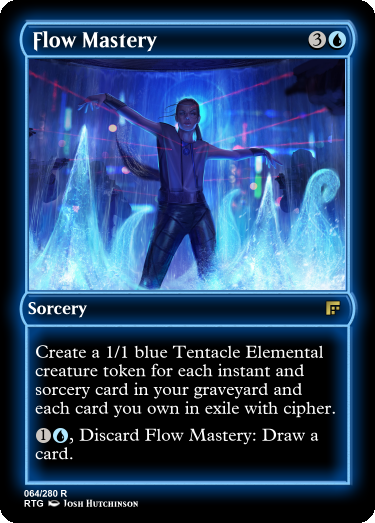 Flow Mastery 3
Sorcery
Create a 1/1 blue Tentacle Elemental
creature token for each instant and
sorcery card in your graveyard and
each card you own in exile with cipher.
1, Discard Flow Mastery: Draw a
card.
064/280 R
RTG Josh Hutchinson